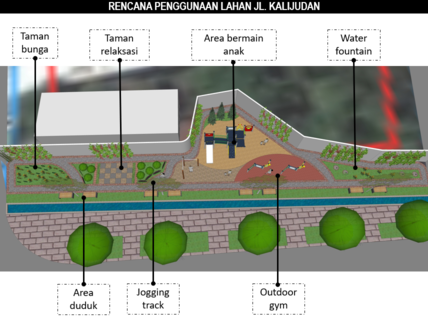 RENCANA PENGGUNAAN LAHAN JL. KALIJUDAN
Taman
bunga
Taman
relaksasi
Area bermain
anak
Water
fountain
Area
duduk
Jogging
track
Outdoor
gym